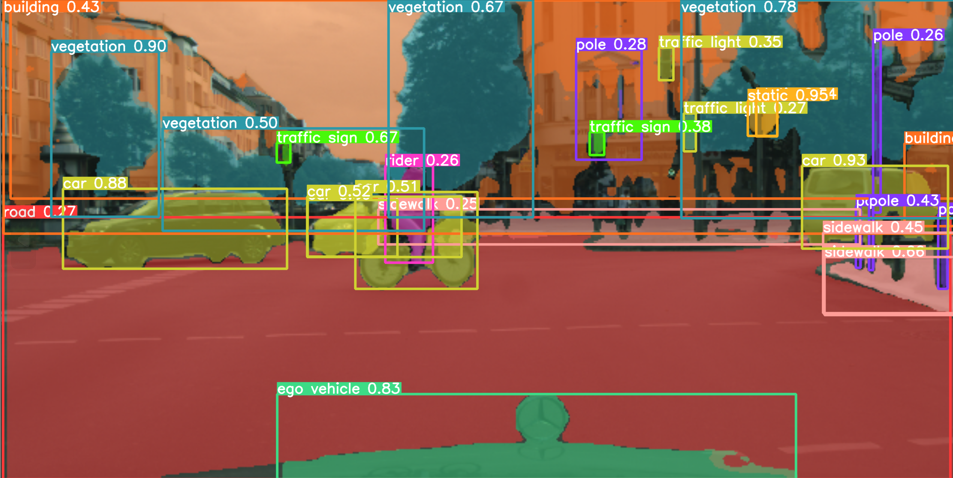 building 0.43
vegetation 0.67
vegetation 0.78
pole 0.26
traffic light 0.35
pole 0.28
vegetation 0.90
static 0.954
traffic light 0.27
vegetation 0.50
traffic sign 0.38
traffic sign 0.67
building
rider 0.26
car 0.93
car 0.88
car 0.52
0.51
sidewalk 0.25
pole 0.43
road 0.27
sidewalk 0.45
sidewalk 0.66
ego vehicle 0.83